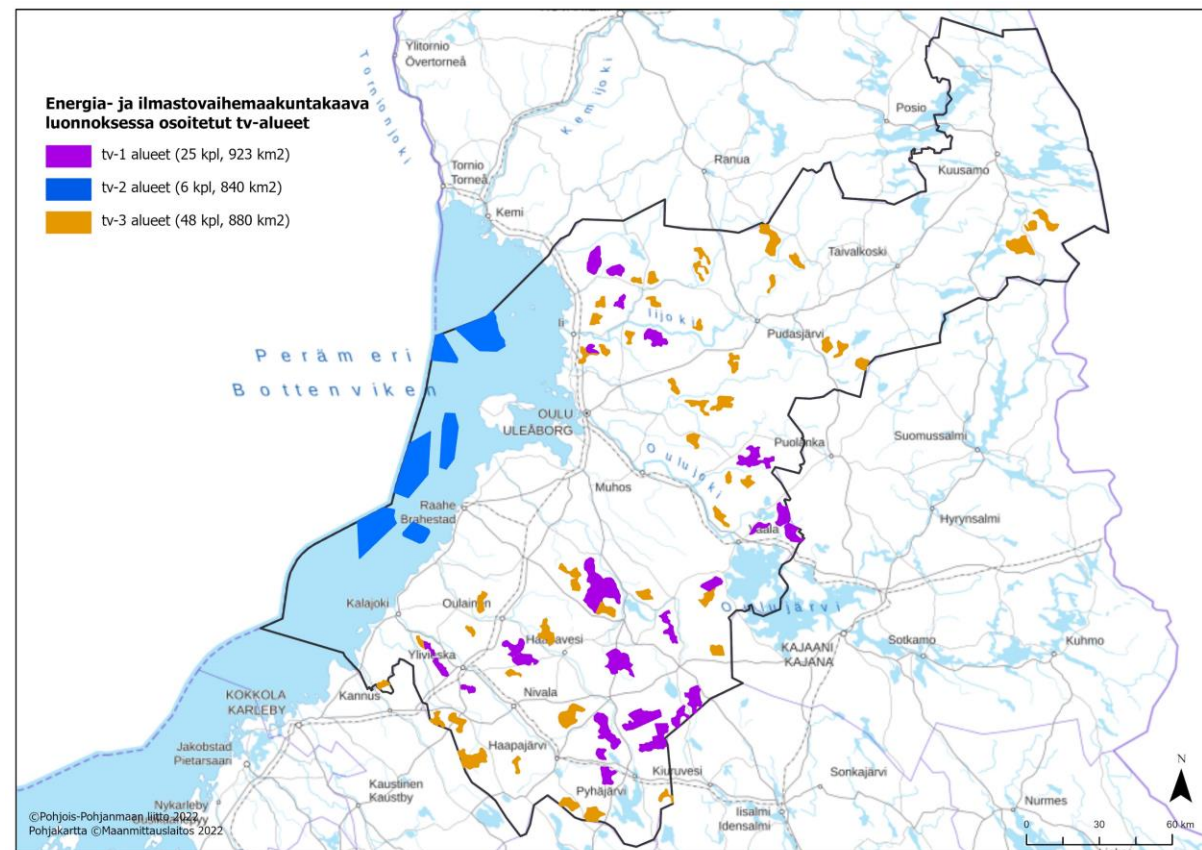 Energia- ja ilmastovaihemaakuntakaava
luonnoksessa osoitetut tv-alueet
tv-1 alueet (25 kpl, 923 km2)
tv-2 alueet (6 kpl, 840 km2)
tv-3 alueet (48 kpl, 880 km2)
Ylitornio
Övertorneå
Tornionjoki
Kemijoki
Posio
Ranua
Tornio
Torneå
Kuusamo
Kemi
Taivalkoski
Ii
Iijoki
Pudasjärvi
Perämeri
Bottenviken
OULU
ULEÅBORG
Puolanka
Suomussalmi
Oulujoki
Muhos
Raahe
Brahestad
Hyrynsalmi
Vaala
Kalajoki
Oulainen
Oulujärvi
Haapavesi
KAJAANI
KAJANA
Sotkamo
Kuhmo
Ylivieska
Kannus
Nivala
KOKKOLA
KARLEBY
Haapajärvi
Jakobstad
Pietarsaari
Kiuruvesi
Sonkajärvi
Kaustinen
Kaustby
Pyhäjärvi
Iisalmi
Idensalmi
Nurmes
Nykarleby
©Pohjois-Pohjanmaan liitto 2022
Pohjakartta ©Maanmittauslaitos 2022
N
0 30 60 km